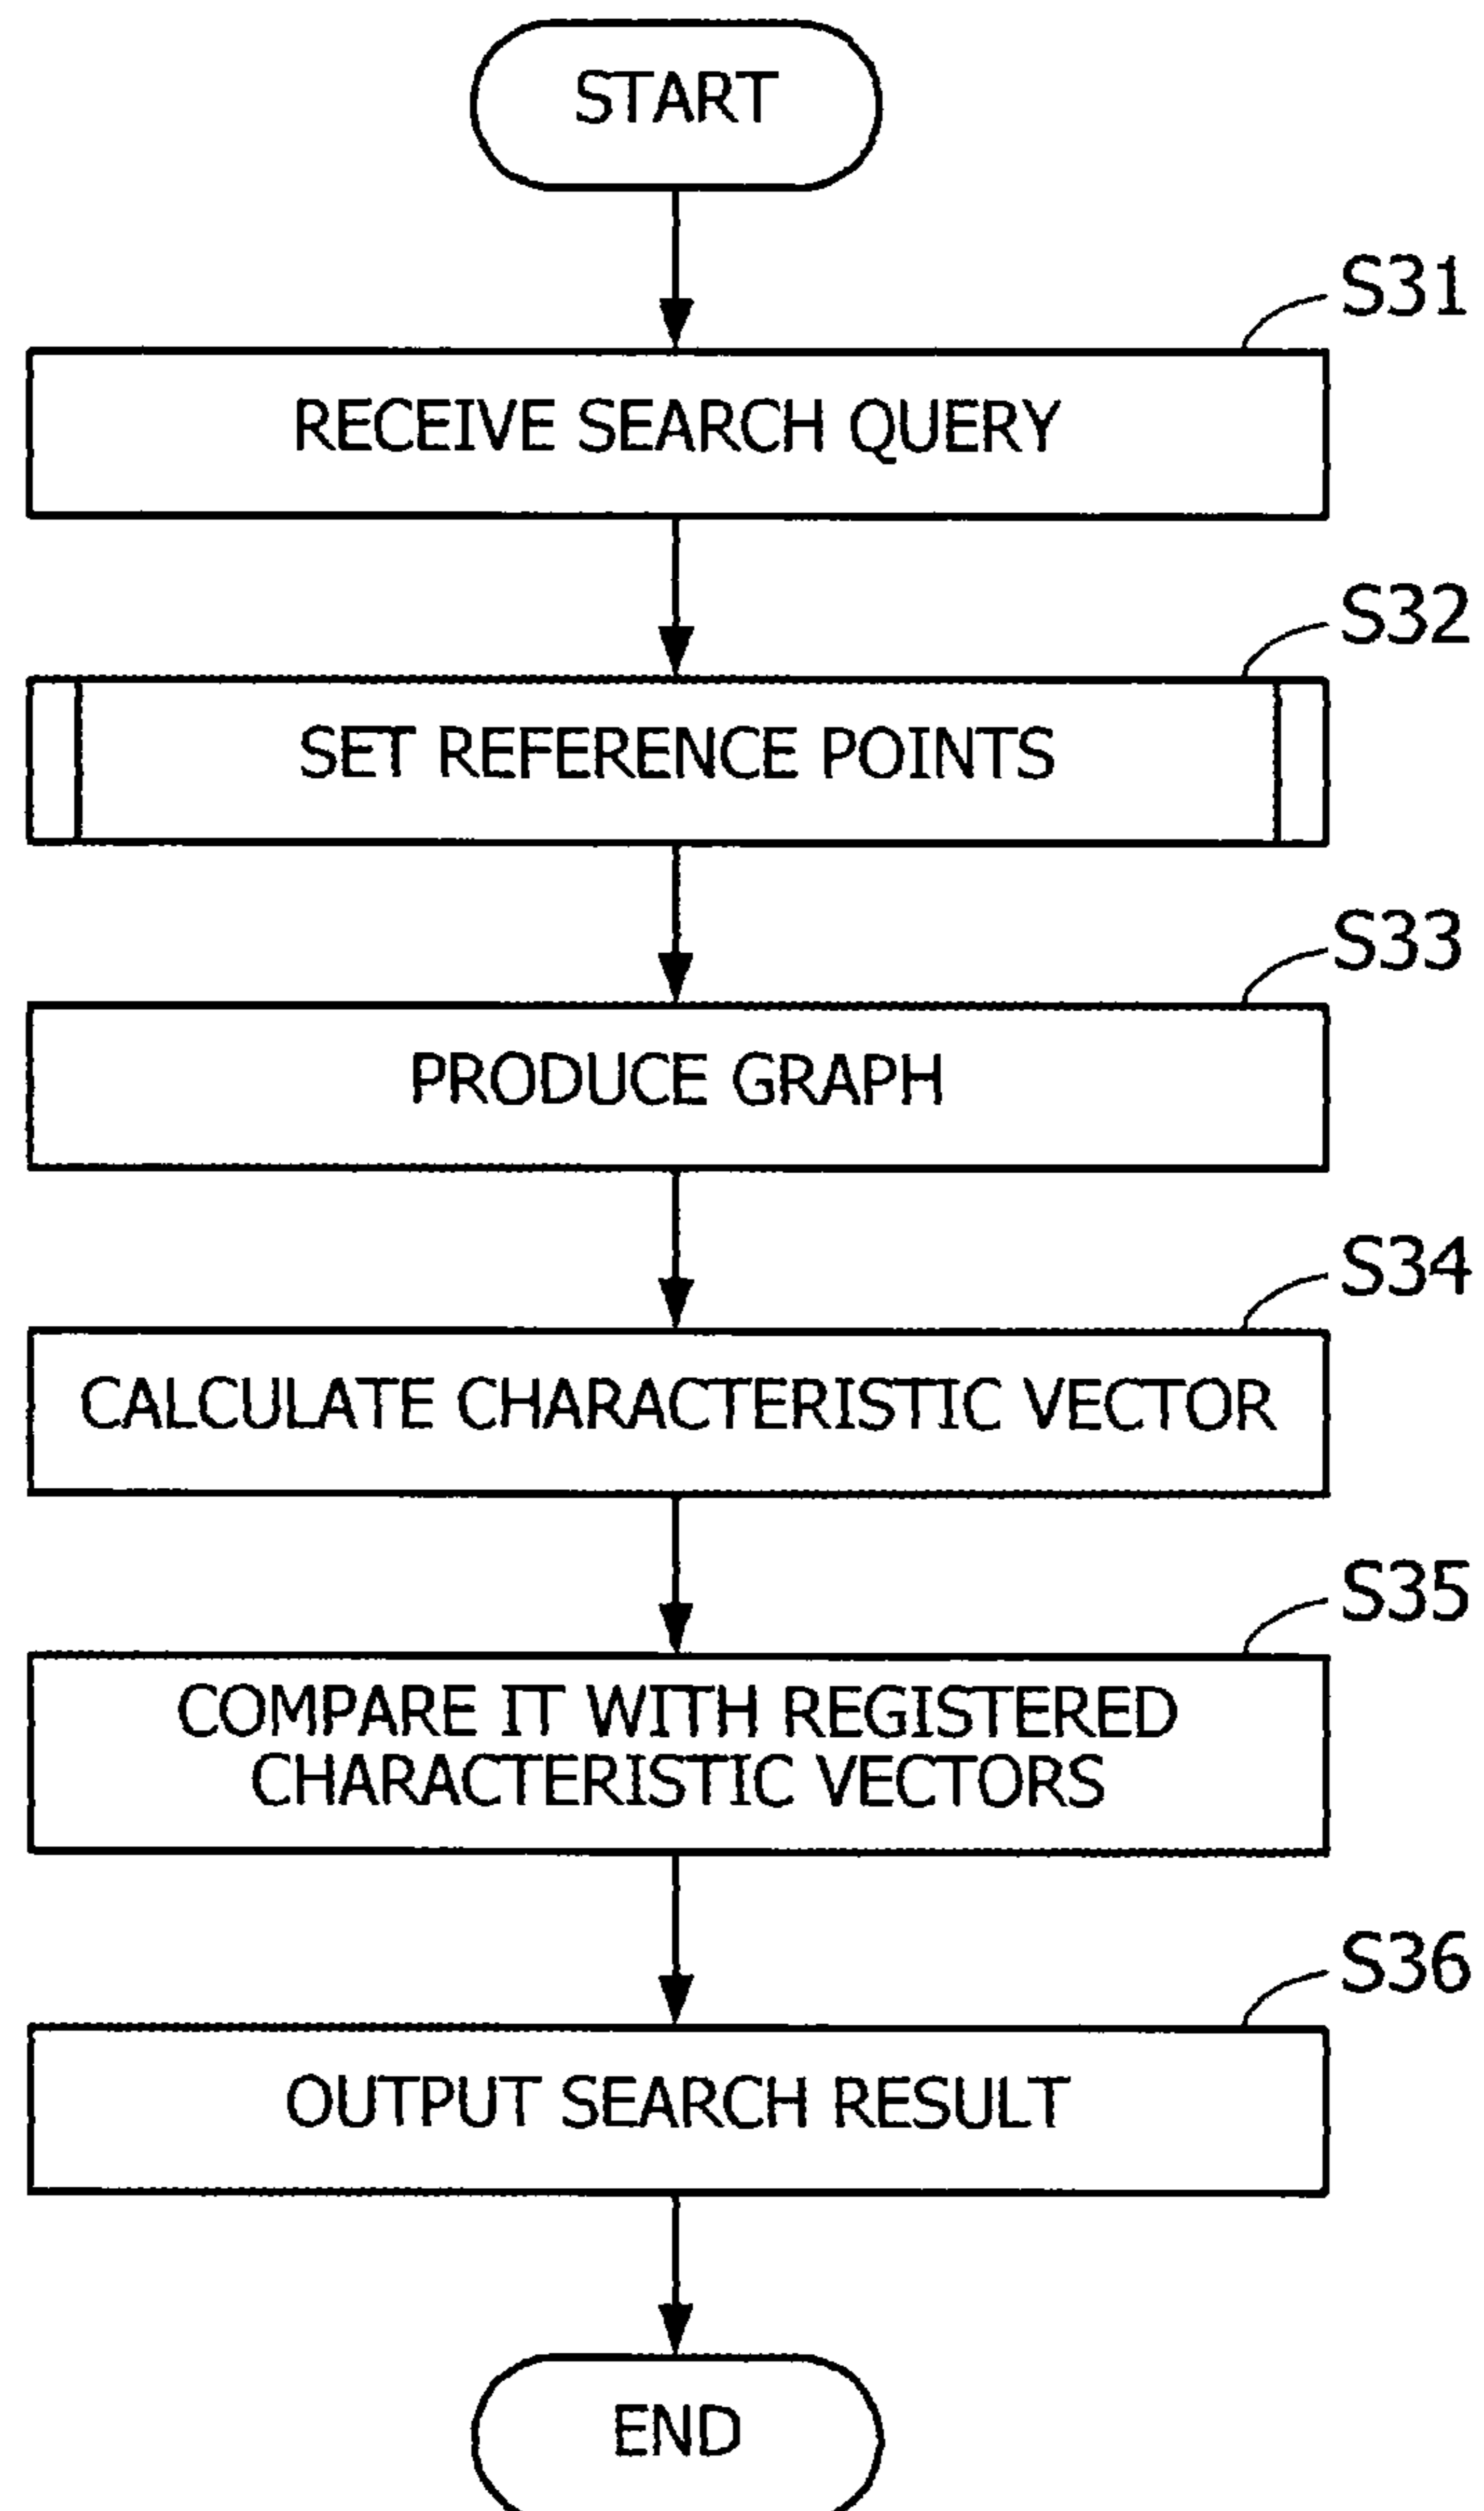 START
S31
RECEIVE SEARCH QUERY
S32
SET REFERENCE POINTS
S33
PRODUCE GRAPH
S34
CALCULATE CHARACTERISTIC VECTOR
S35
COMPARE IT WITH REGISTERED
CHARACTERISTIC VECTORS
S36
OUTPUT SEARCH RESULT
END